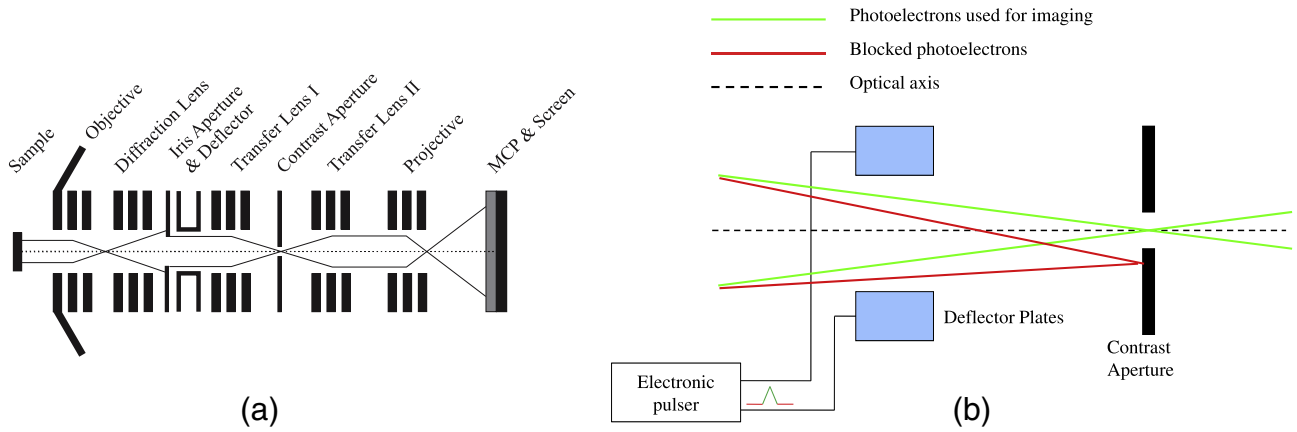 Sample
Objective
Diffraction Lens
Iris Aperture
& Deflector
Transfer Lens I
Contrast Aperture
Transfer Lens II
Projective
MCP & Screen
(a)
Photoelectrons used for imaging
Blocked photoelectrons
Optical axis
Deflector Plates
Contrast
Aperture
Electronic
pulser
(b)